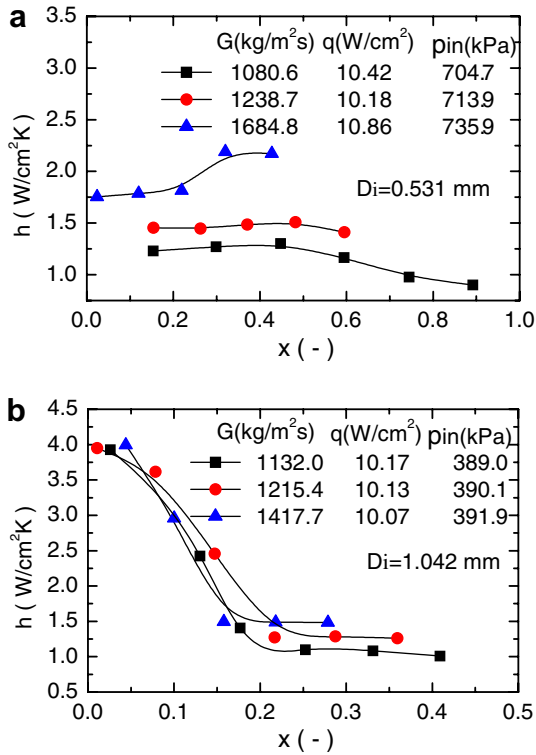 a
G(kg/m²s) q(W/cm²) pin(kPa)
1080.6 10.42 704.7
1238.7 10.18 713.9
1684.8 10.86 735.9
Di=0.531 mm
3.5
3.0
2.5
2.0
1.5
1.0
h ( W/cm²K )
0.0 0.2 0.4 0.6 0.8 1.0
x ( - )
b
G(kg/m²s) q(W/cm²) pin(kPa)
1132.0 10.17 389.0
1215.4 10.13 390.1
1417.7 10.07 391.9
Di=1.042 mm
4.5
4.0
3.5
3.0
2.5
2.0
1.5
1.0
0.5
h ( W/cm²K )
0.0 0.1 0.2 0.3 0.4 0.5
x ( - )